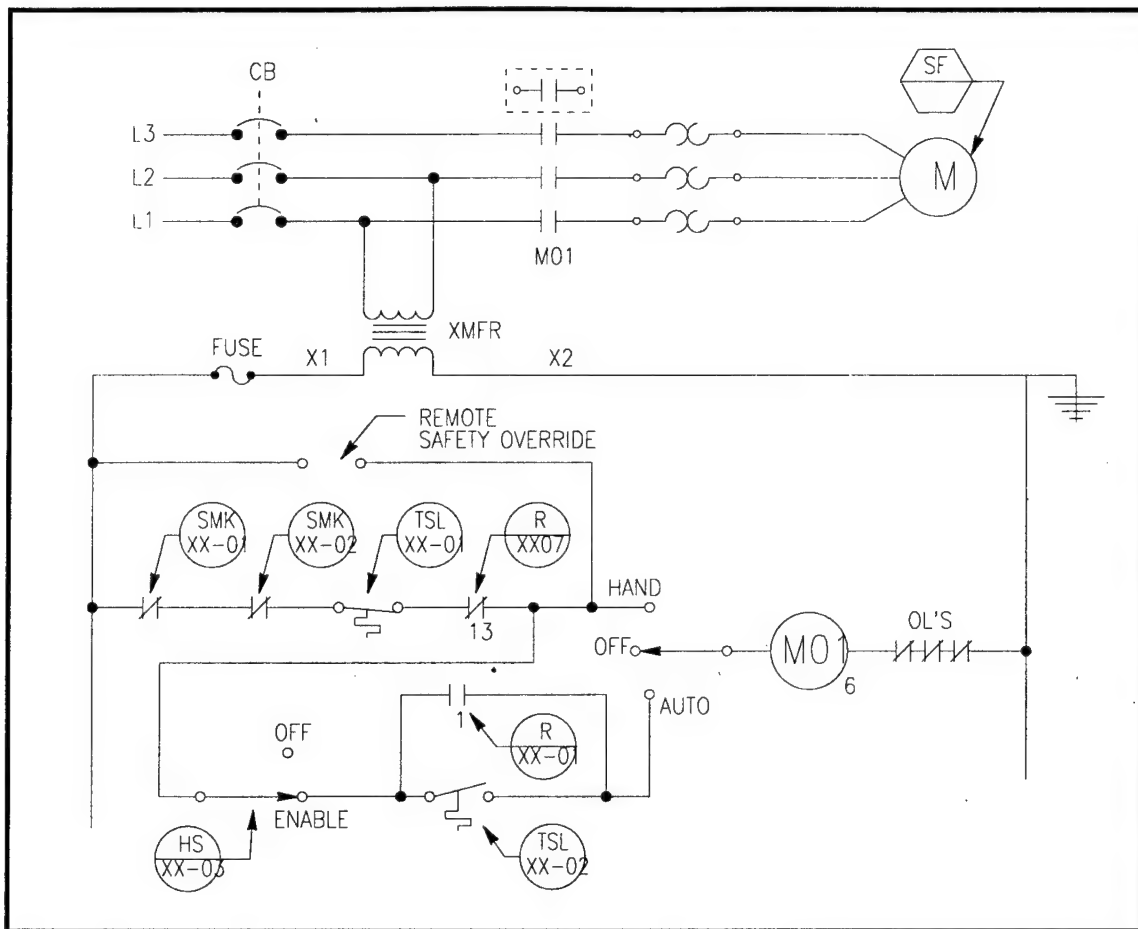 CB
SF
L3
L2
L1
M
M01
XMFR
FUSE
X1
X2
REMOTE
SAFETY OVERRIDE
SMK
XX-01
SMK
XX-02
TSL
XX-01
R
XX07
HAND
13
OFF
M01
6
OL'S
AUTO
1
R
XX-01
OFF
ENABLE
HS
XX-03
TSL
XX-02